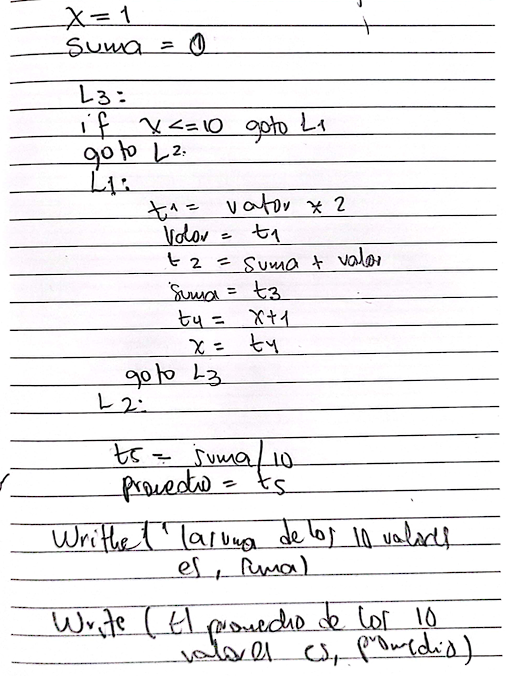 x = 1
suma = 0
L3:
if x <= 10 goto L1
goto L2.
L1:
t1 = valor * 2
Valor = t1
t2 = suma + valor
suma = t3
t4 = x+1
x = t4
goto L3
L2:
t5 = suma/10
promedio = t5
Writhe ( ' la suma de los 10 valores
es , suma)
Write ( El promedio de los 10
valores es, promedio)